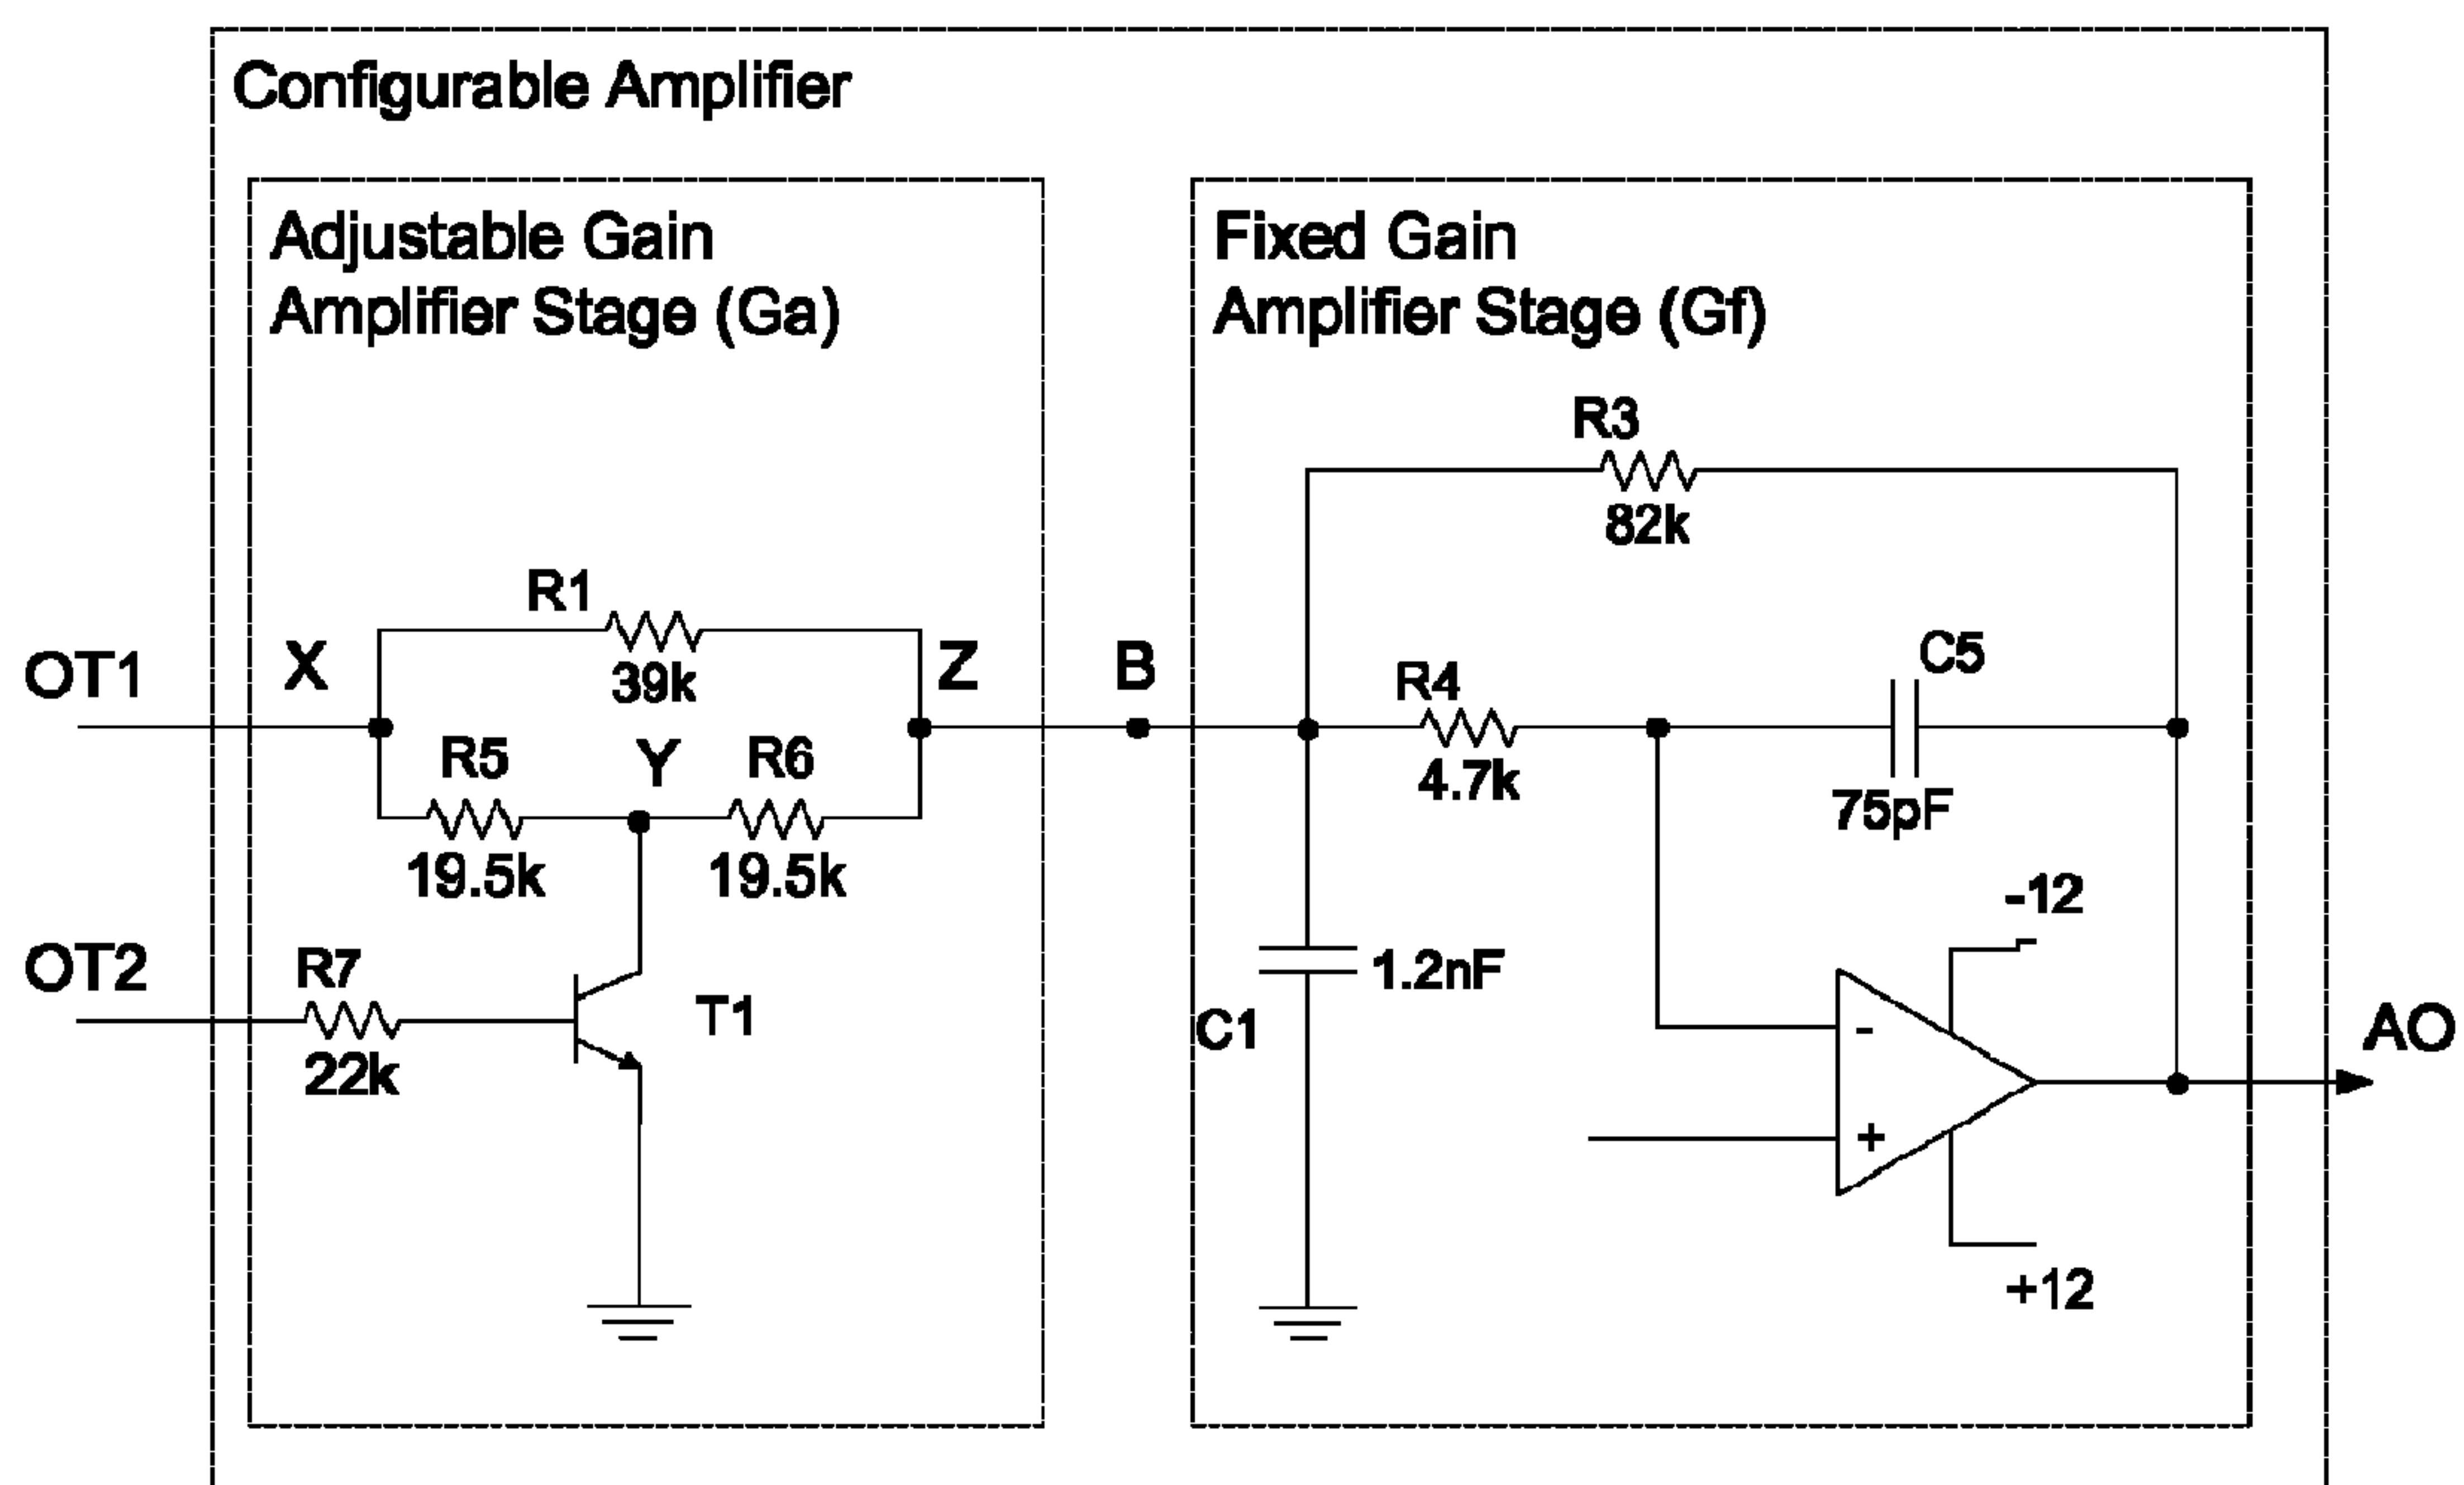 Configurable Amplifier
Adjustable Gain
Amplifier Stage (Ga)
Fixed Gain
Amplifier Stage (Gf)
R3
82k
R1
39k
OT1
X
Z
B
R4
4.7k
C5
75pF
R5
19.5k
Y
R6
19.5k
OT2
R7
22k
T1
C1
1.2nF
-12
-
+
+12
AO